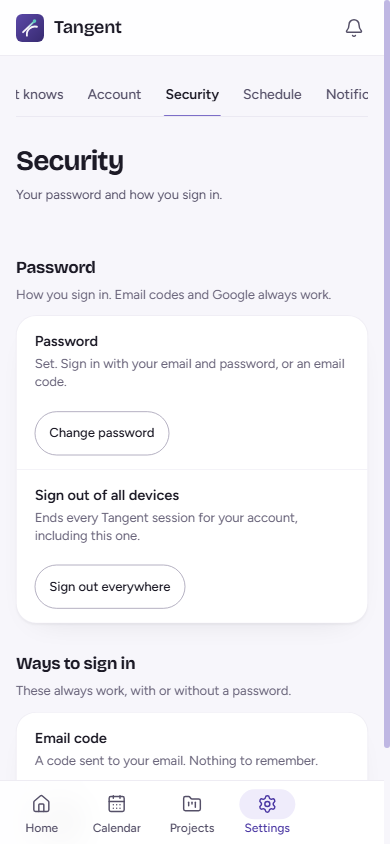 Tangent
t knows Account Security Schedule Notific
Security
Your password and how you sign in.
Password
How you sign in. Email codes and Google always work.
Password
Set. Sign in with your email and password, or an email
code.
Change password
Sign out of all devices
Ends every Tangent session for your account,
including this one.
Sign out everywhere
Ways to sign in
These always work, with or without a password.
Email code
A code sent to your email. Nothing to remember.
Home Calendar Projects Settings